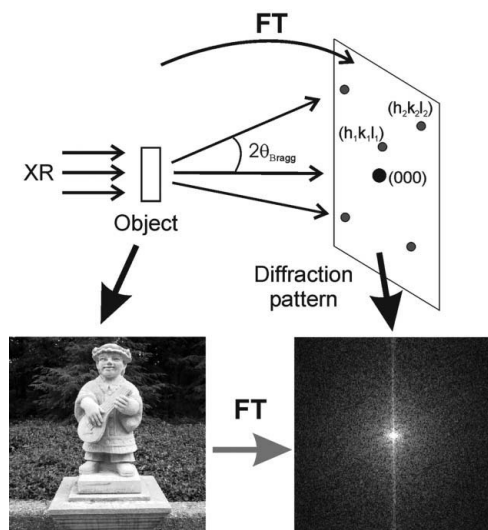 FT
(h₂k₂l₂)
(h₁k₁l₁)
2θBragg
XR
(000)
Object
Diffraction
pattern
FT